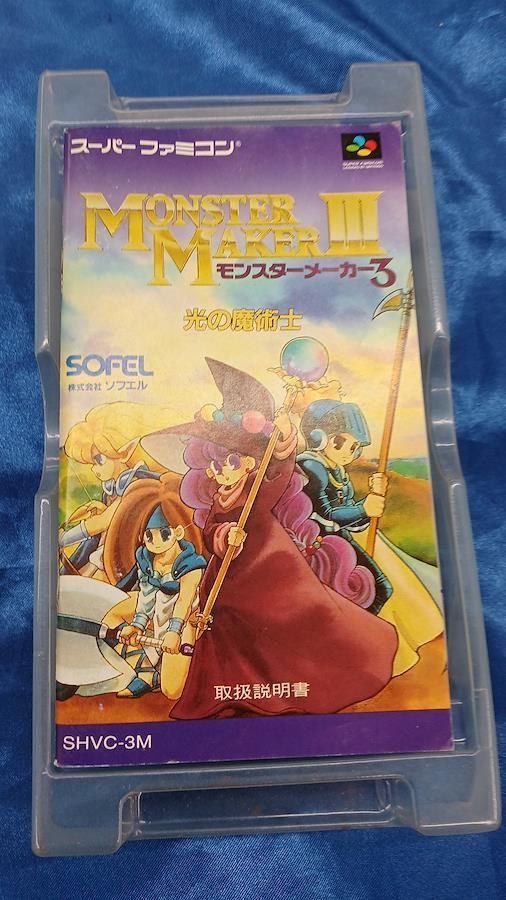 スーパーファミコン®
SUPER FAMICOM
MONSTER
MAKER III
モンスターメーカー3
光の魔術士
SOFEL
株式会社 ソフエル
取扱説明書
SHVC-3M